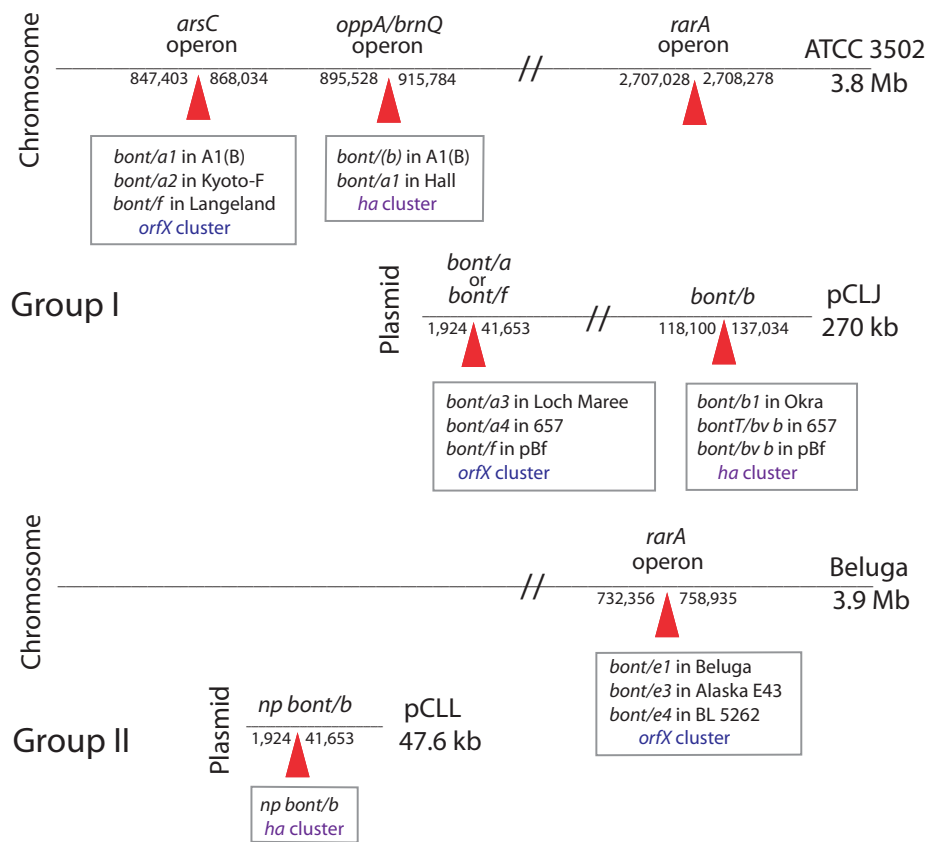 Chromosome
arsC
operon
847,403 868,034
oppA/brnQ
operon
895,528 915,784
//
rarA
operon
2,707,028 2,708,278
ATCC 3502
3.8 Mb
bont/a1 in A1(B)
bont/a2 in Kyoto-F
bont/f in Langeland
orfX cluster
bont/(b) in A1(B)
bont/a1 in Hall
ha cluster
Group I
Plasmid
bont/a
or
bont/f
1,924 41,653
//
bont/b
118,100 137,034
pCLJ
270 kb
bont/a3 in Loch Maree
bont/a4 in 657
bont/f in pBf
orfX cluster
bont/b1 in Okra
bontT/bv b in 657
bont/bv b in pBf
ha cluster
Chromosome
//
rarA
operon
732,356 758,935
Beluga
3.9 Mb
bont/e1 in Beluga
bont/e3 in Alaska E43
bont/e4 in BL 5262
orfX cluster
Group II
Plasmid
np bont/b
1,924 41,653
pCLL
47.6 kb
np bont/b
ha cluster